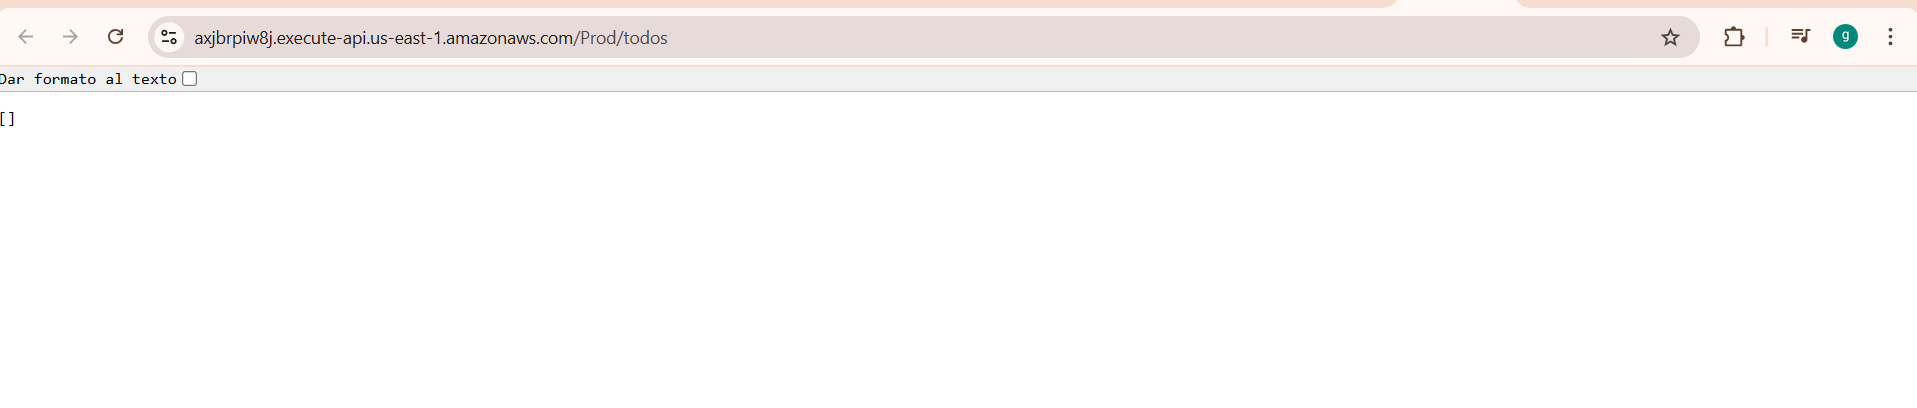 axjbrpiw8j.execute-api.us-east-1.amazonaws.com/Prod/todos
g
Dar formato al texto
[]